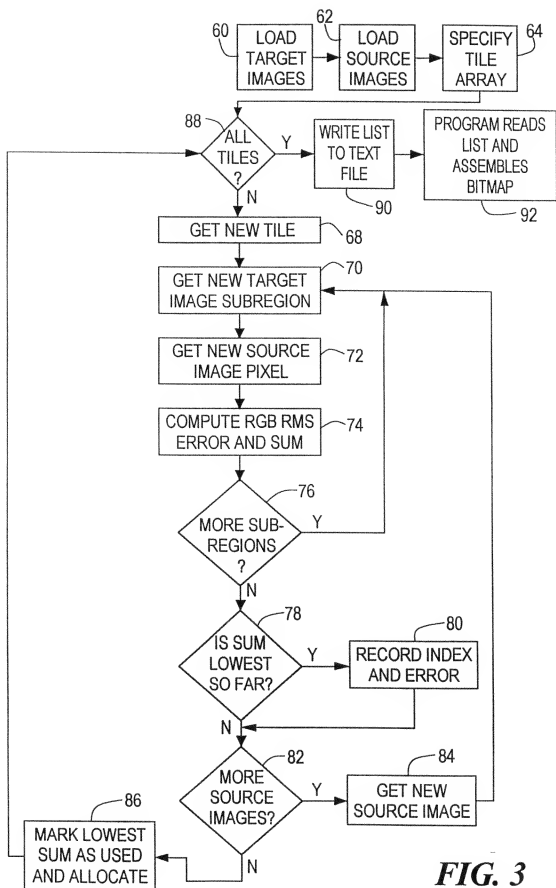 60
LOAD
TARGET
IMAGES
62
LOAD
SOURCE
IMAGES
64
SPECIFY
TILE
ARRAY
88
ALL
TILES
?
Y
N
WRITE LIST
TO TEXT
FILE
90
PROGRAM READS
LIST AND
ASSEMBLES
BITMAP
92
GET NEW TILE
68
GET NEW TARGET
IMAGE SUBREGION
70
GET NEW SOURCE
IMAGE PIXEL
72
COMPUTE RGB RMS
ERROR AND SUM
74
76
MORE SUB-
REGIONS
?
Y
N
78
IS SUM
LOWEST
SO FAR?
Y
N
80
RECORD INDEX
AND ERROR
82
MORE
SOURCE
IMAGES?
Y
N
84
GET NEW
SOURCE IMAGE
86
MARK LOWEST
SUM AS USED
AND ALLOCATE
FIG. 3